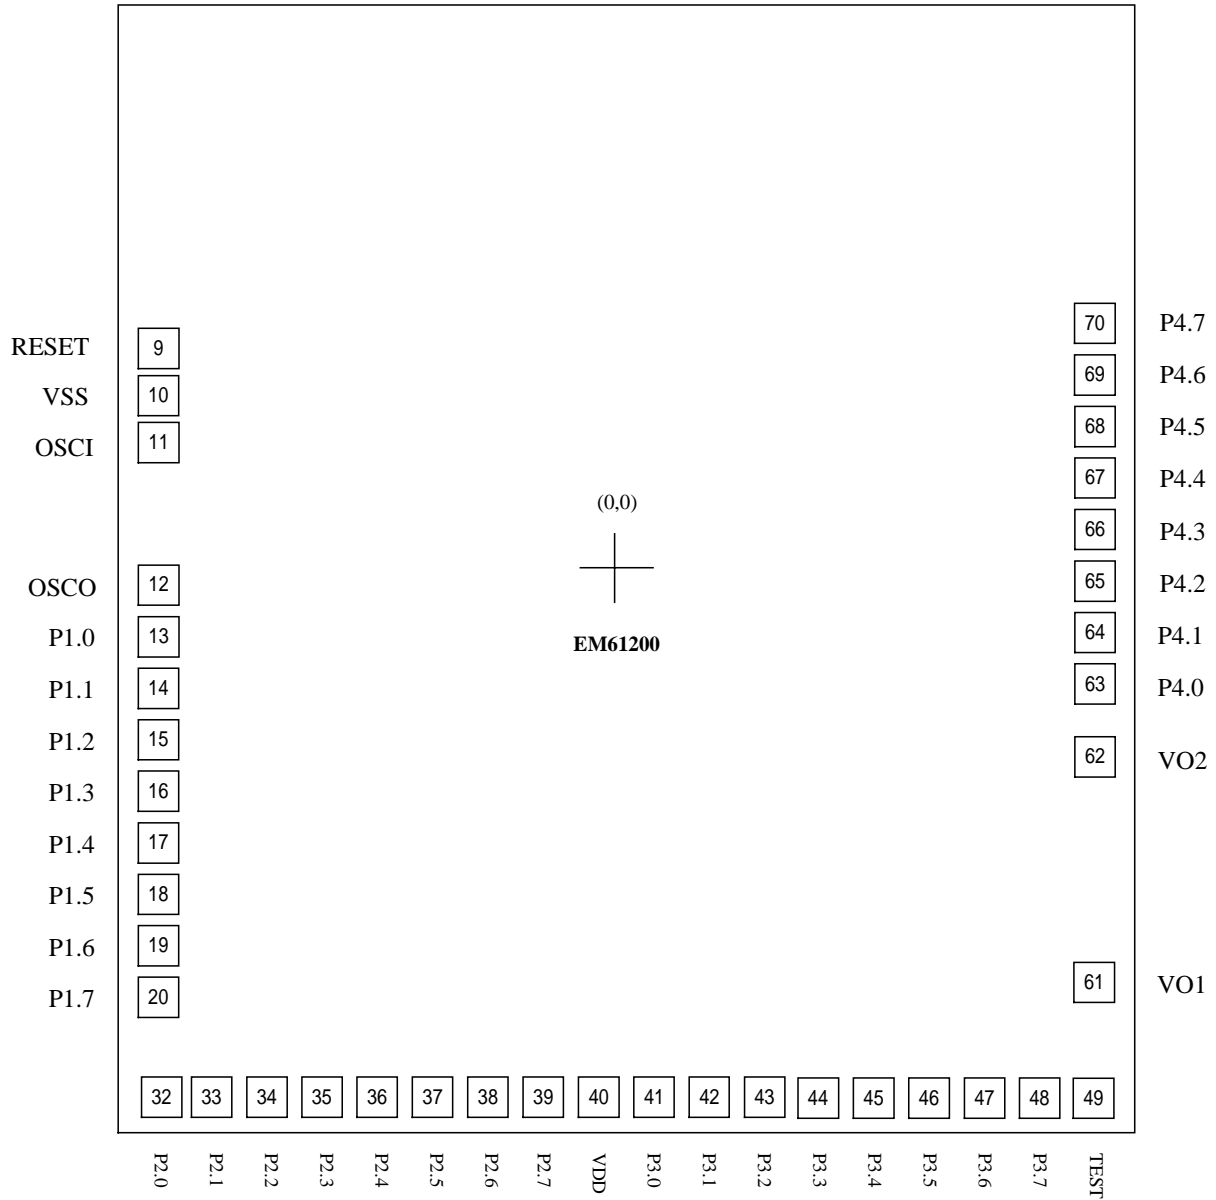 70 P4.7
RESET 9
69 P4.6
VSS 10
68 P4.5
OSCI 11
67 P4.4
(0,0)
66 P4.3
OSCO 12
65 P4.2
P1.0 13
64 P4.1
EM61200
P1.1 14
63 P4.0
P1.2 15
62 VO2
P1.3 16
P1.4 17
P1.5 18
P1.6 19
P1.7 20
61 VO1
32 33 34 35 36 37 38 39 40 41 42 43 44 45 46 47 48 49
P2.0 P2.1 P2.2 P2.3 P2.4 P2.5 P2.6 P2.7 VDD P3.0 P3.1 P3.2 P3.3 P3.4 P3.5 P3.6 P3.7 TEST